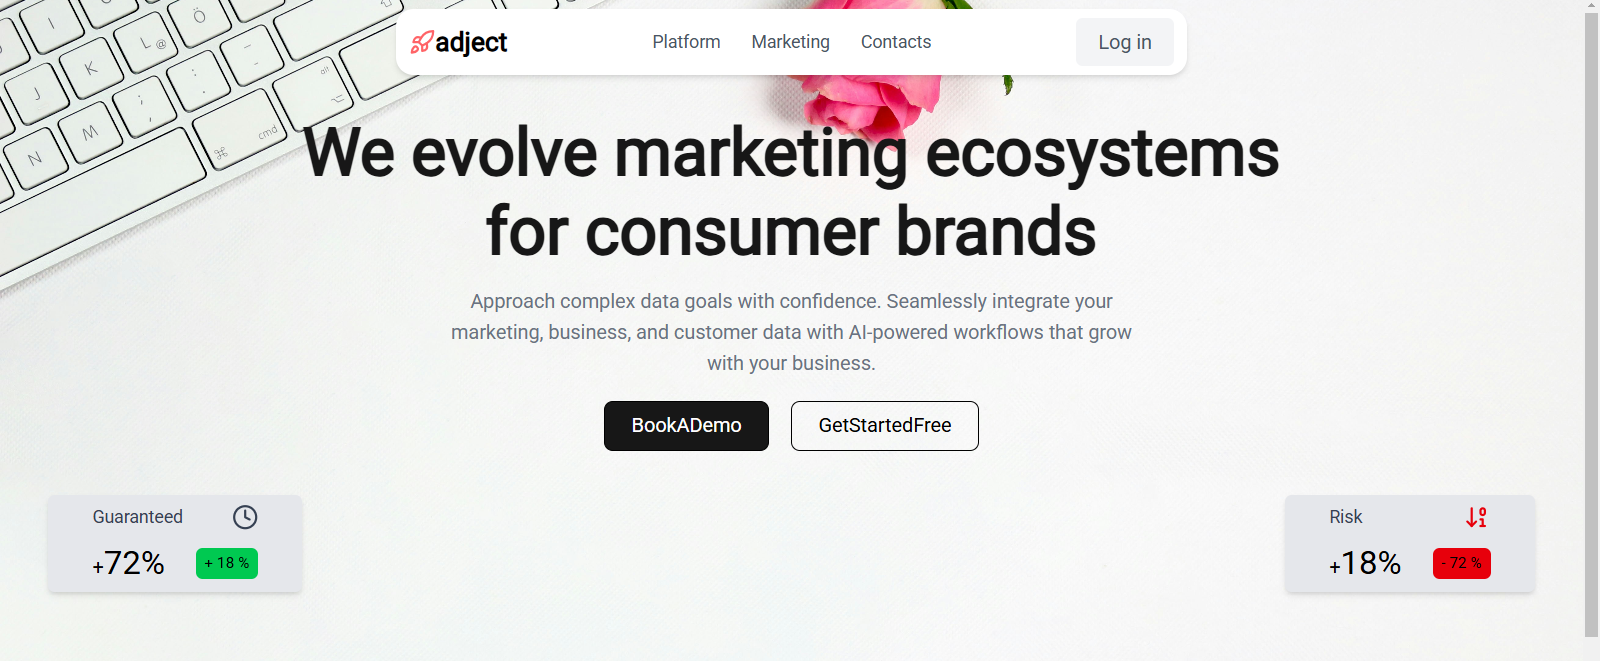 adject
Platform Marketing Contacts
Log in
We evolve marketing ecosystems
for consumer brands
Approach complex data goals with confidence. Seamlessly integrate your
marketing, business, and customer data with AI-powered workflows that grow
with your business.
BookADemo GetStartedFree
Guaranteed
+72% + 18 %
Risk
+18% - 72 %
I
Ö
L @
K
J
: .
; ,
M
N
alt
cmd
⌘
⌥